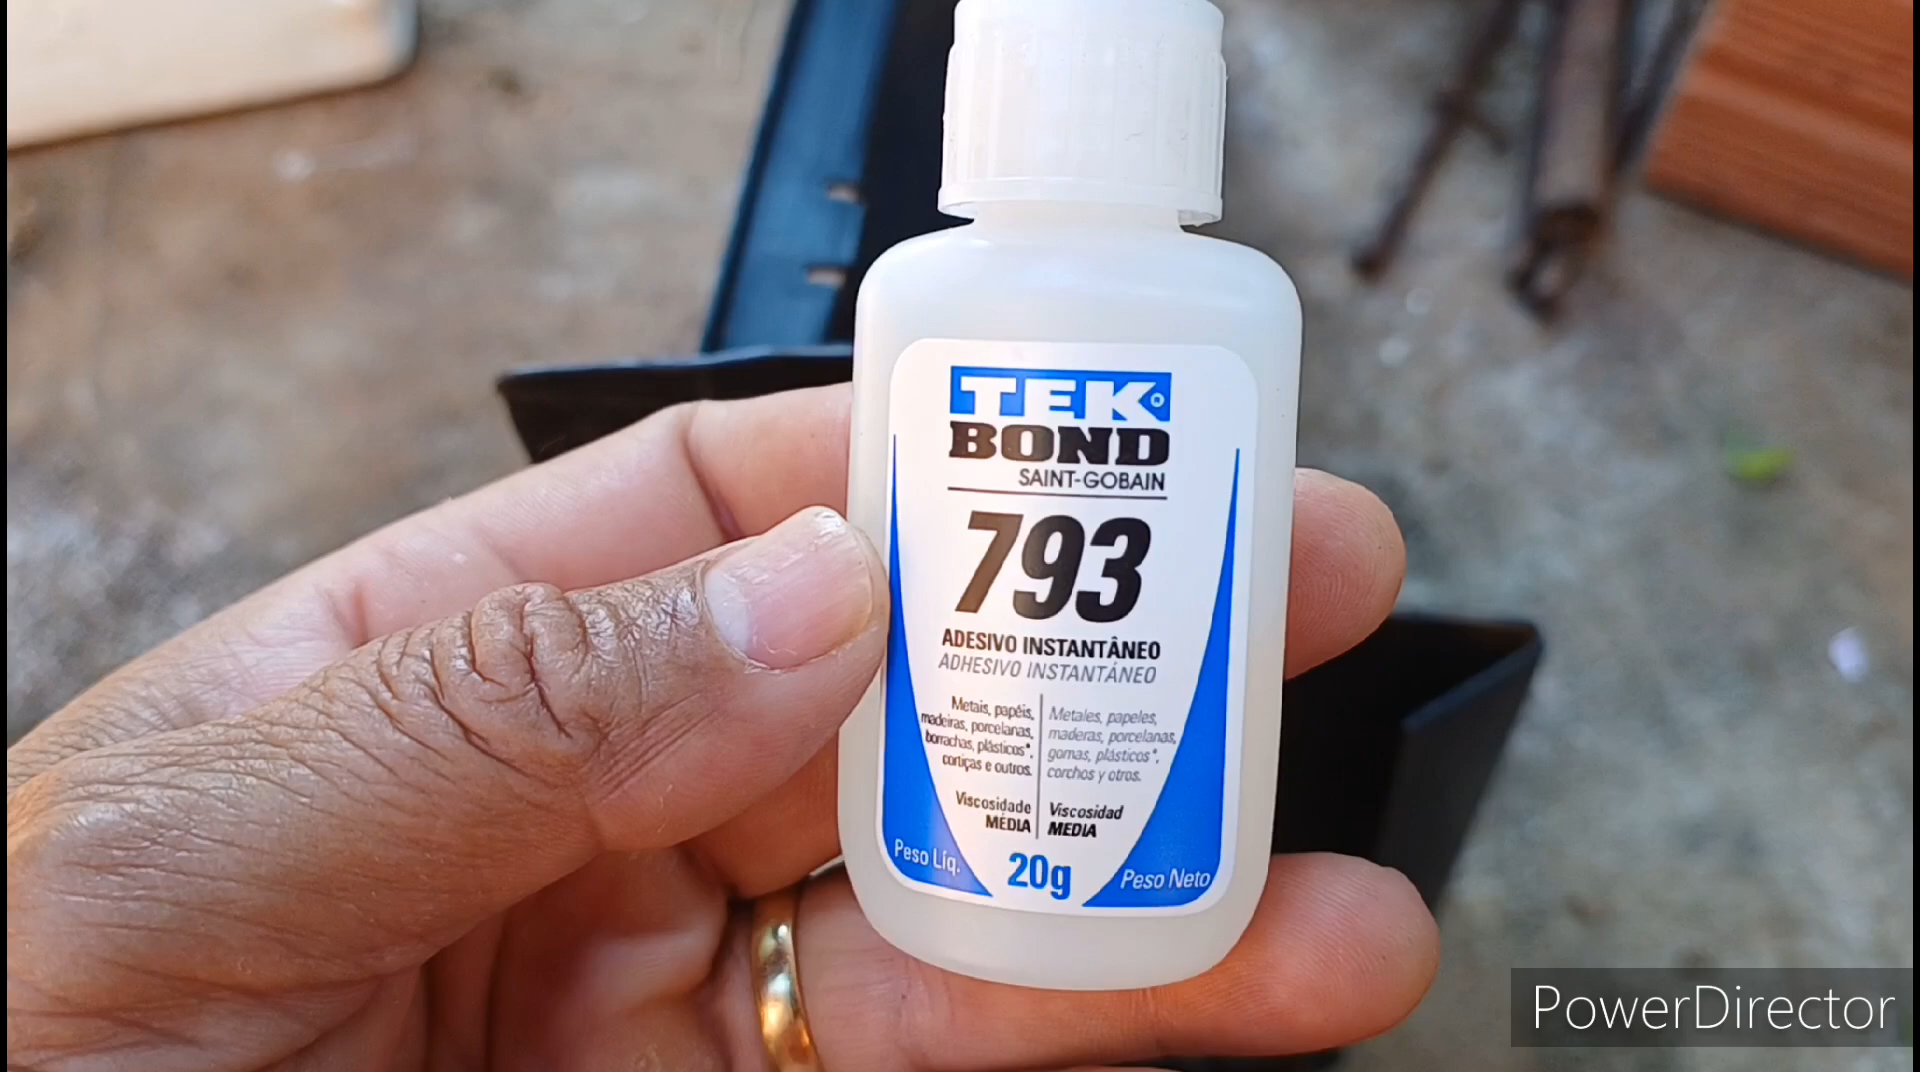 TEK
BOND
SAINT-GOBAIN
793
ADESIVO INSTANTÂNEO
ADHESIVO INSTANTÁNEO
Metais, papéis,
madeiras, porcelanas,
borrachas, plásticos*,
cortiças e outros.
Metales, papeles,
maderas, porcelanas,
gomas, plásticos*,
corchos y otros.
Viscosidade
MÉDIA
Viscosidad
MEDIA
Peso Líq. 20g Peso Neto
PowerDirector